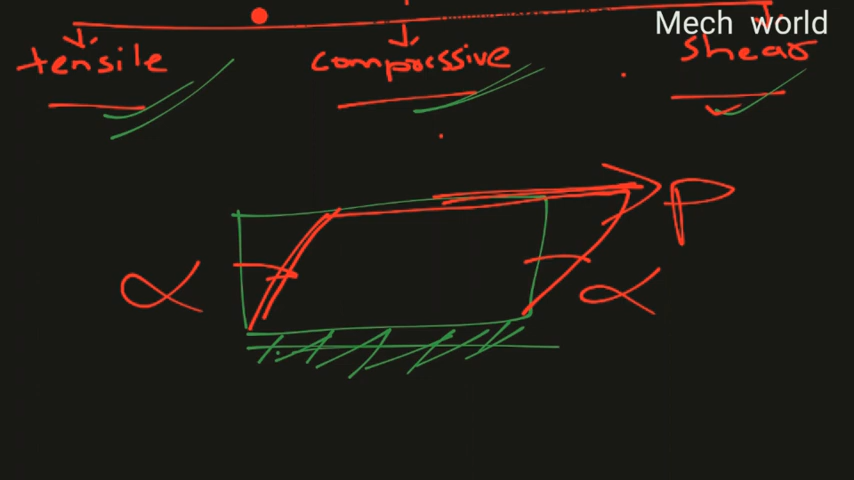 Mech world
tensile
compressive
shear
P
α
α